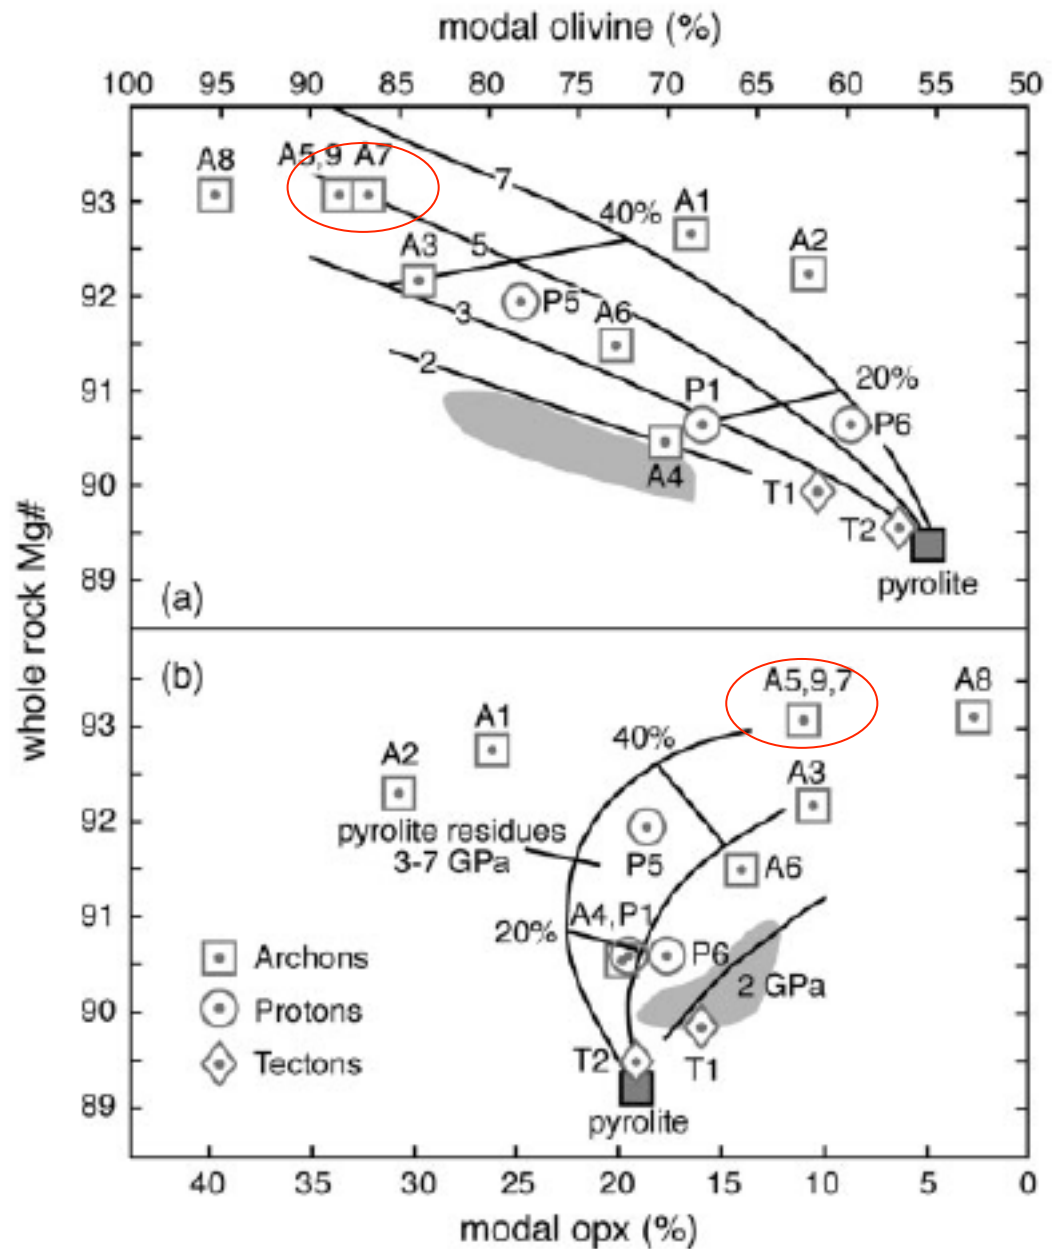 modal olivine (%)
100 95 90 85 80 75 70 65 60 55 50
A8 A5,9 A7
7
40% A1
A3 5 A2
93
92
P5
3 A6
2
91
P1 20%
P6
90
A4 T1
T2
89
pyrolite
(a)
whole rock Mg#
(b)
A5,9,7 A8
93
A1
40%
A2 A3
92
pyrolite residues
3-7 GPa
P5 A6
91
A4,P1
20% P6
Archons
2 GPa
90
Protons
T2 T1
Tectons
89
pyrolite
40 35 30 25 20 15 10 5 0
modal opx (%)